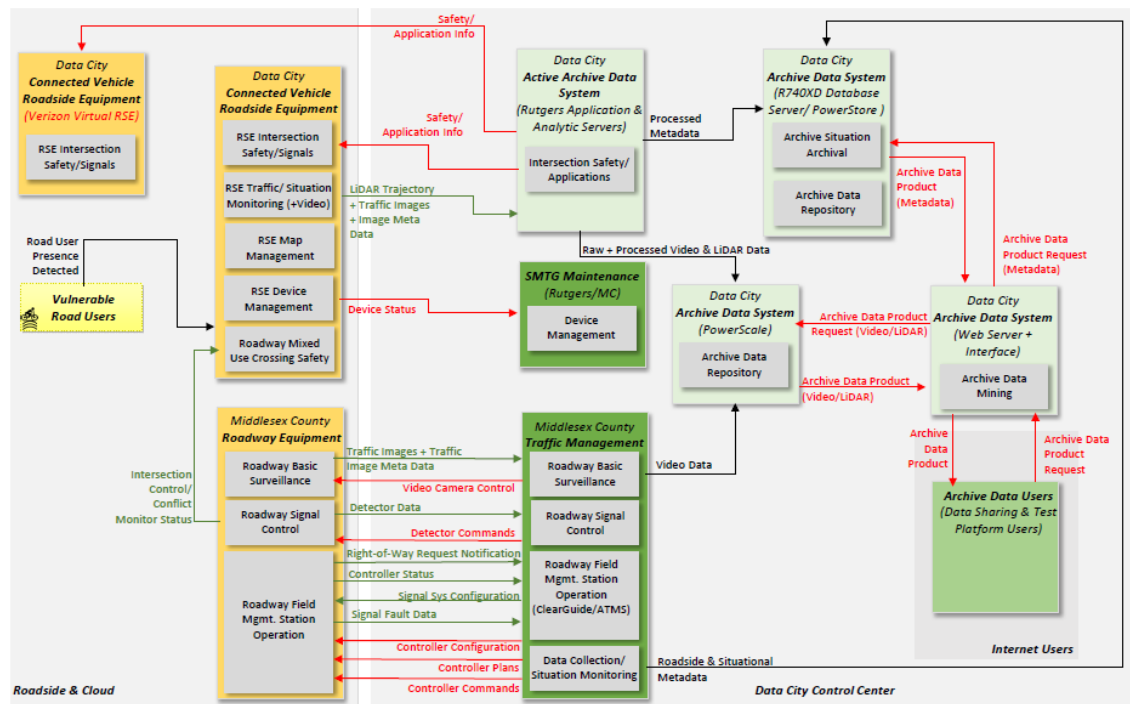 Safety/
Application Info
Data City
Connected Vehicle
Roadside Equipment
(Verizon Virtual RSE)
RSE Intersection
Safety/Signals
Data City
Connected Vehicle
Roadside Equipment
RSE Intersection
Safety/Signals
RSE Traffic/ Situation
Monitoring (+Video)
RSE Map
Management
RSE Device
Management
Roadway Mixed
Use Crossing Safety
Safety/
Application Info
LiDAR Trajectory
+ Traffic Images
+ Image Meta
Data
Device Status
Data City
Active Archive Data
System
(Rutgers Application &
Analytic Servers)
Intersection Safety/
Applications
Processed
Metadata
Data City
Archive Data System
(R740XD Database
Server/ PowerStore )
Archive Situation
Archival
Archive Data
Repository
Archive Data
Product
(Metadata)
Archive Data
Product Request
(Metadata)
Road User
Presence
Detected
Vulnerable
Road Users
Raw + Processed Video & LiDAR Data
SMTG Maintenance
(Rutgers/MC)
Device
Management
Data City
Archive Data System
(PowerScale)
Archive Data
Repository
Archive Data Product
Request (Video/LiDAR)
Archive Data Product
(Video/LiDAR)
Data City
Archive Data System
(Web Server +
Interface)
Archive Data
Mining
Middlesex County
Roadway Equipment
Roadway Basic
Surveillance
Roadway Signal
Control
Roadway Field
Mgmt. Station
Operation
Intersection
Control/
Conflict
Monitor Status
Traffic Images + Traffic
Image Meta Data
Video Camera Control
Detector Data
Detector Commands
Right-of-Way Request Notification
Controller Status
Signal Sys Configuration
Signal Fault Data
Controller Configuration
Controller Plans
Controller Commands
Middlesex County
Traffic Management
Roadway Basic
Surveillance
Roadway Signal
Control
Roadway Field
Mgmt. Station
Operation
(ClearGuide/ATMS)
Data Collection/
Situation Monitoring
Video Data
Roadside & Situational
Metadata
Archive
Data
Product
Archive Data
Product
Request
Archive Data Users
(Data Sharing & Test
Platform Users)
Internet Users
Roadside & Cloud
Data City Control Center